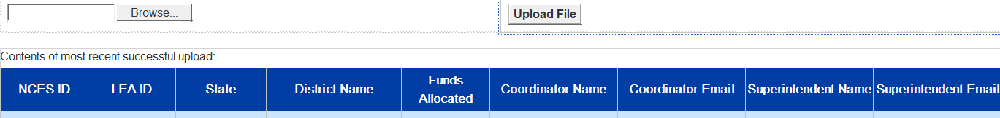 Browse... Upload File
Contents of most recent successful upload:
NCES ID LEA ID State District Name Funds Allocated Coordinator Name Coordinator Email Superintendent Name Superintendent Email